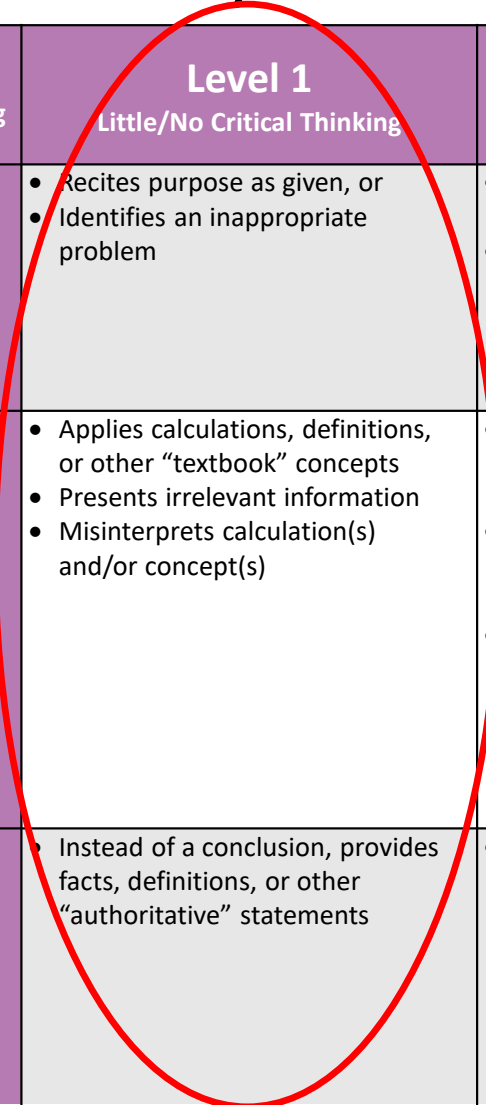 Level 1
Little/No Critical Thinking
g
• Recites purpose as given, or
• Identifies an inappropriate
problem
• Applies calculations, definitions,
or other “textbook” concepts
• Presents irrelevant information
• Misinterprets calculation(s)
and/or concept(s)
• Instead of a conclusion, provides
facts, definitions, or other
“authoritative” statements